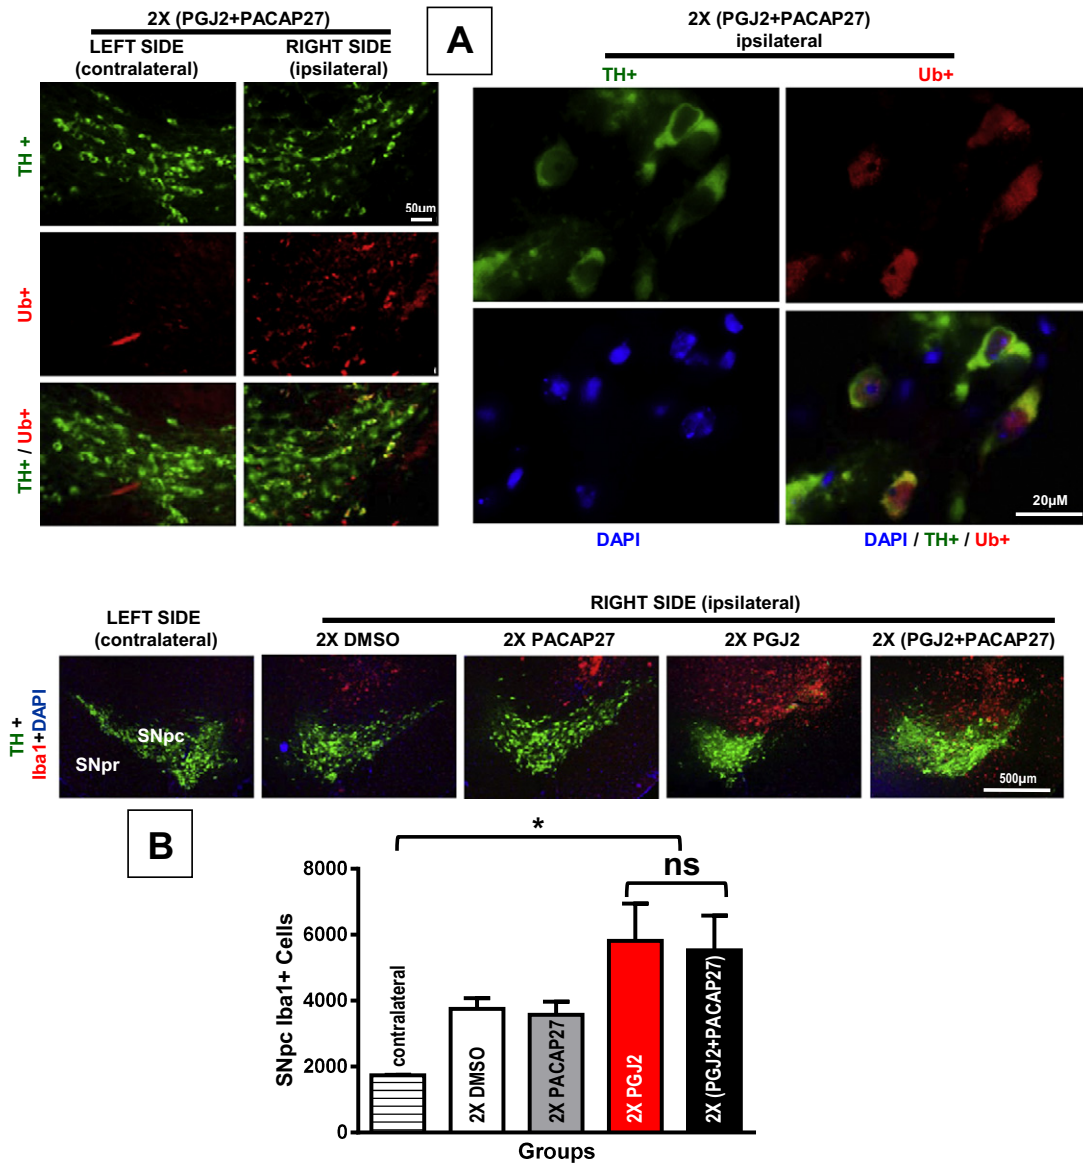 2X (PGJ2+PACAP27)
LEFT SIDE
(contralateral)
RIGHT SIDE
(ipsilateral)
TH +
50µm
Ub+
TH+ / Ub+
A
2X (PGJ2+PACAP27)
ipsilateral
TH+
Ub+
20µM
DAPI
DAPI / TH+ / Ub+
LEFT SIDE
(contralateral)
RIGHT SIDE (ipsilateral)
2X DMSO
2X PACAP27
2X PGJ2
2X (PGJ2+PACAP27)
TH +
Iba1+DAPI
SNpc
SNpr
500µm
B
*
ns
SNpc Iba1+ Cells
8000
6000
4000
2000
0
contralateral
2X DMSO
2X PACAP27
2X PGJ2
2X (PGJ2+PACAP27)
Groups